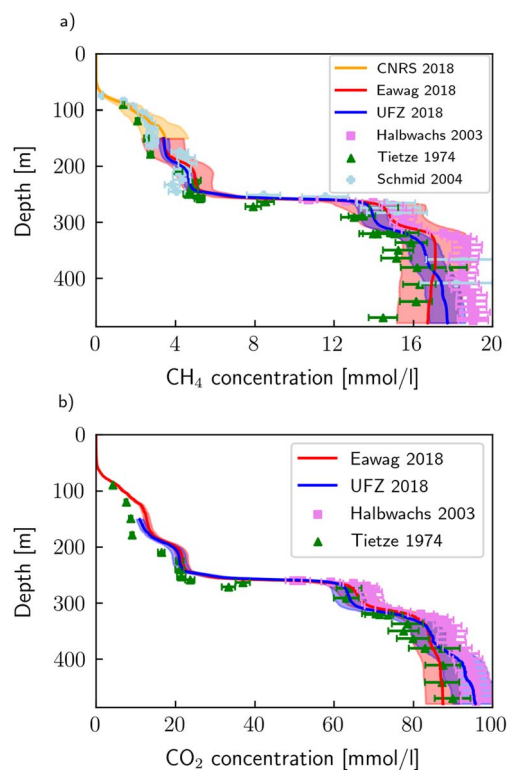 a)
0
100
200
300
400
Depth [m]
CNRS 2018
Eawag 2018
UFZ 2018
Halbwachs 2003
Tietze 1974
Schmid 2004
0 4 8 12 16 20
CH₄ concentration [mmol/l]
b)
0
100
200
300
400
Depth [m]
Eawag 2018
UFZ 2018
Halbwachs 2003
Tietze 1974
0 20 40 60 80 100
CO₂ concentration [mmol/l]